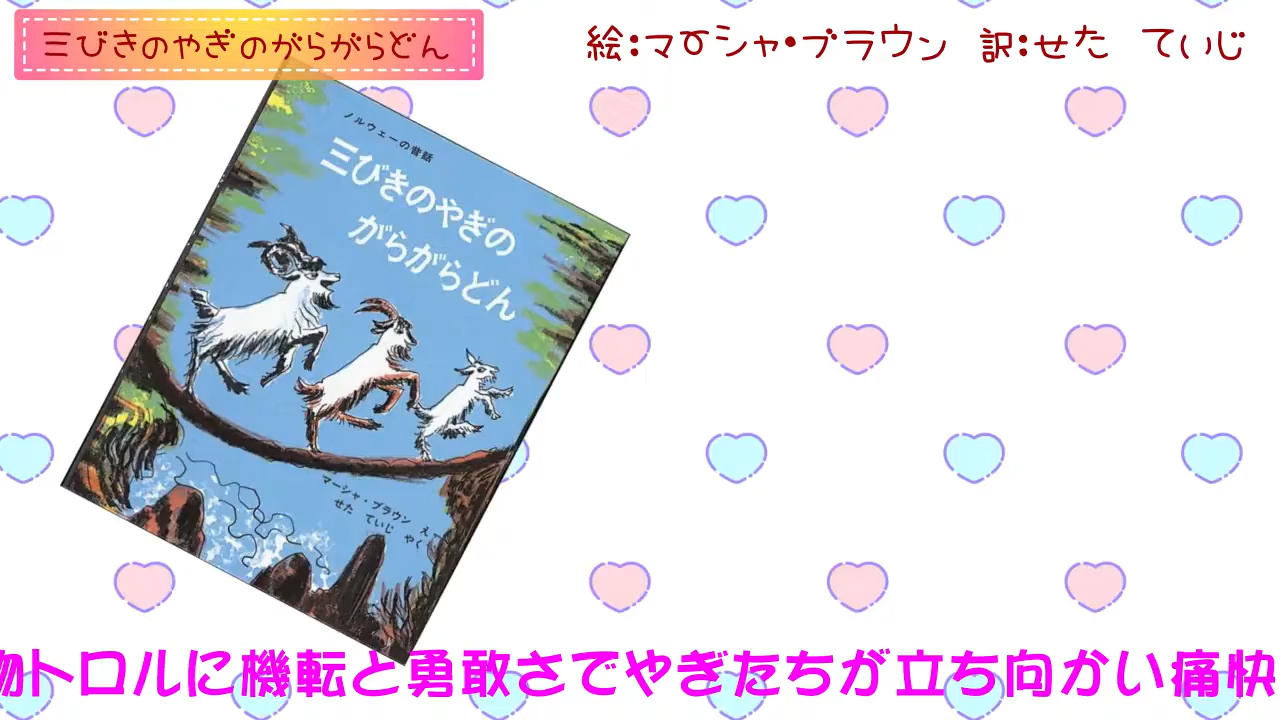 三びきのやぎのがらがらどん
絵:マーシャ・ブラウン 訳:せた ていじ
ノルウェーの昔話
三びきのやぎの
がらがらどん
マーシャ・ブラウン え
せた ていじ やく
物トロルに機転と勇敢さでやぎたちが立ち向かい痛快